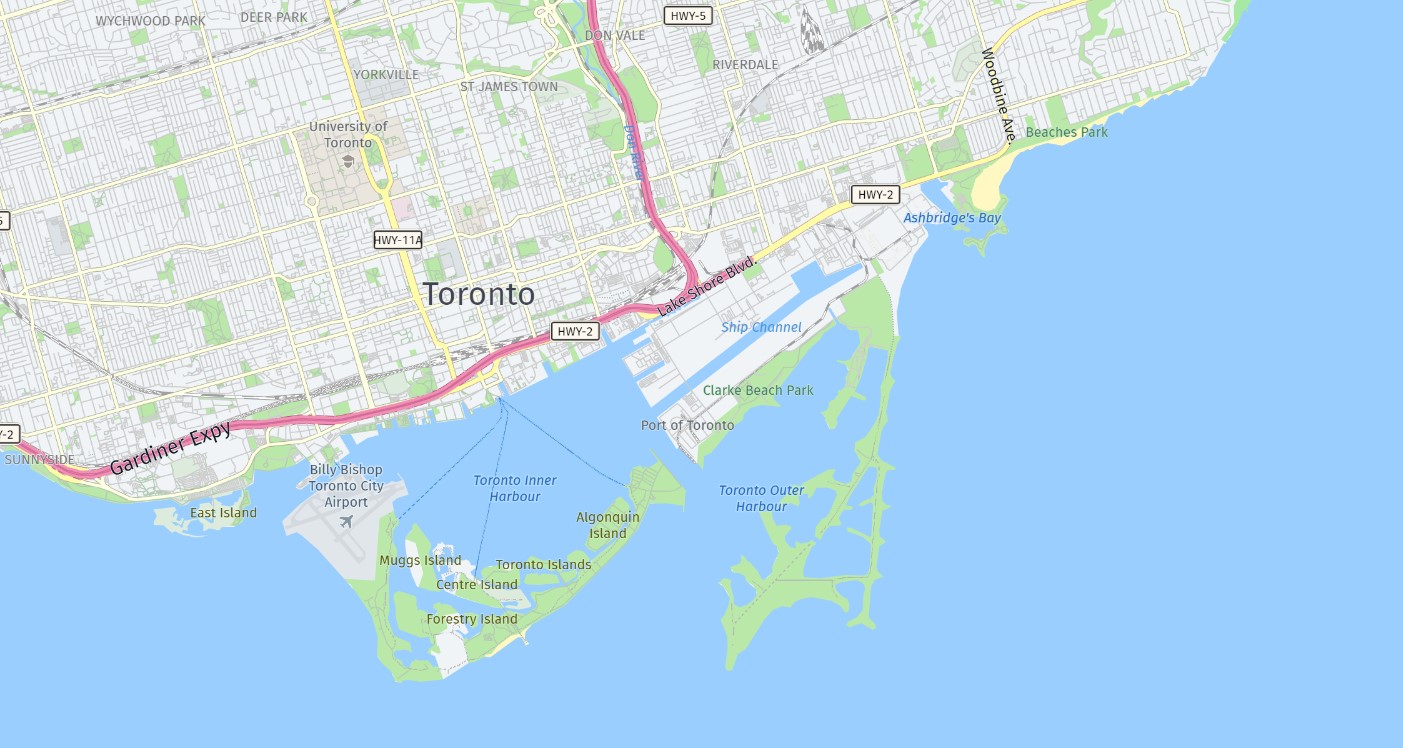 WYCHWOOD PARK
DEER PARK
HWY-5
DON VALE
RIVERDALE
YORKVILLE
ST JAMES TOWN
Woodbine Ave.
University of
Toronto
Don River
Beaches Park
HWY-2
5
Ashbridge's Bay
HWY-11A
Toronto
Lake Shore Blvd.
HWY-2
Ship Channel
Clarke Beach Park
Port of Toronto
Y-2
Gardiner Expy
SUNNYSIDE
Billy Bishop
Toronto City
Airport
Toronto Inner
Harbour
Toronto Outer
Harbour
East Island
Algonquin
Island
Muggs Island
Toronto Islands
Centre Island
Forestry Island